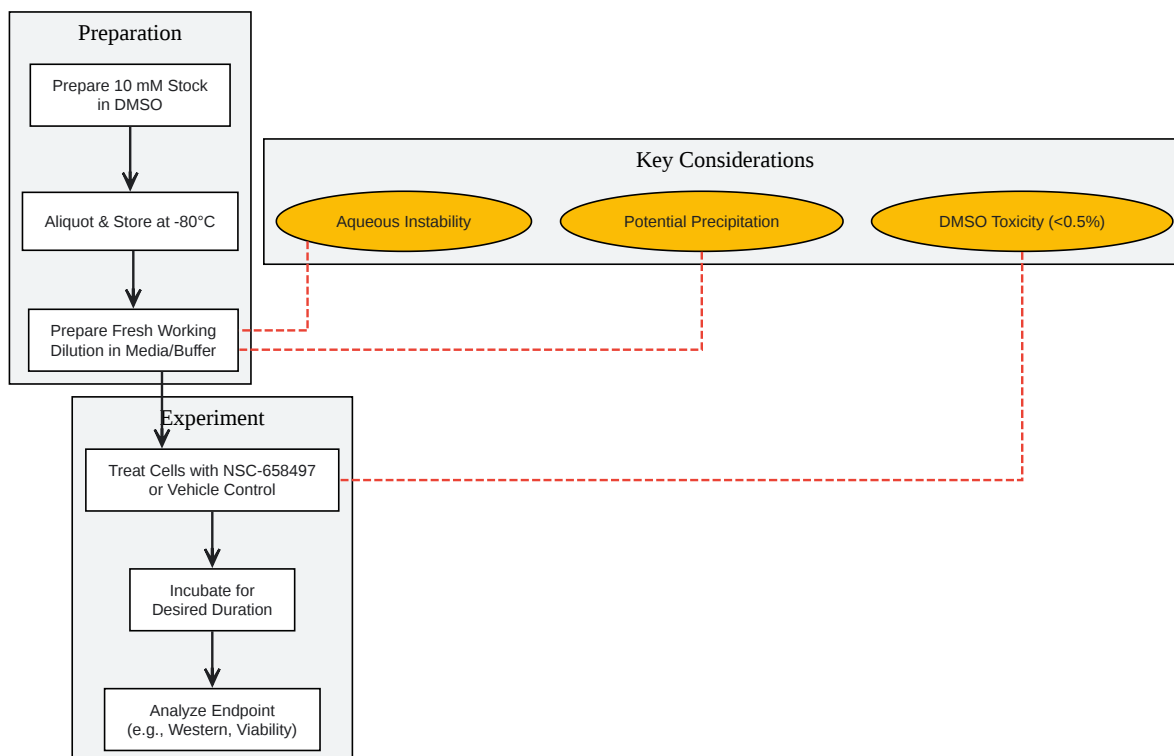 Preparation
Prepare 10 mM Stock
in DMSO
Aliquot & Store at -80°C
Prepare Fresh Working
Dilution in Media/Buffer
Key Considerations
Aqueous Instability
Potential Precipitation
DMSO Toxicity (<0.5%)
Experiment
Treat Cells with NSC-658497
or Vehicle Control
Incubate for
Desired Duration
Analyze Endpoint
(e.g., Western, Viability)